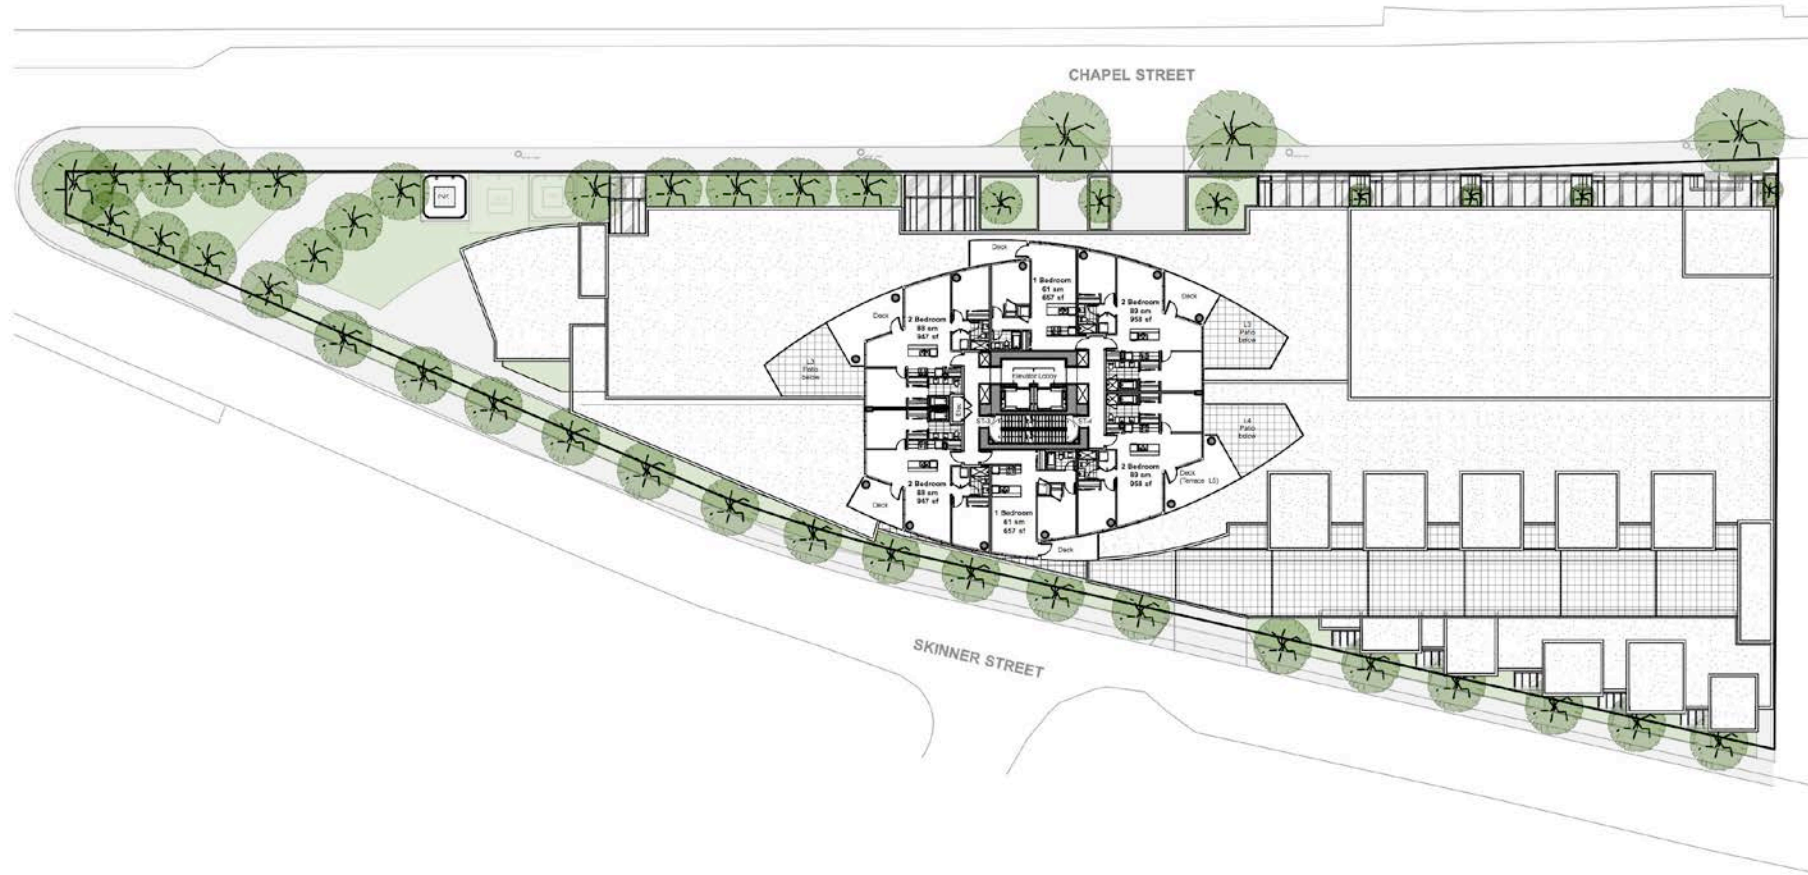 CHAPEL STREET
Deck
1 Bedroom
61 sm
657 sf
2 Bedroom
89 sm
958 sf
Deck
2 Bedroom
88 sm
947 sf
Deck
L3
Patio
below
L3
Patio
below
Elevator Lobby
Elec
L4
Patio
below
2 Bedroom
89 sm
958 sf
Deck
(Terrace L5)
2 Bedroom
88 sm
947 sf
Deck
1 Bedroom
61 sm
657 sf
Deck
SKINNER STREET